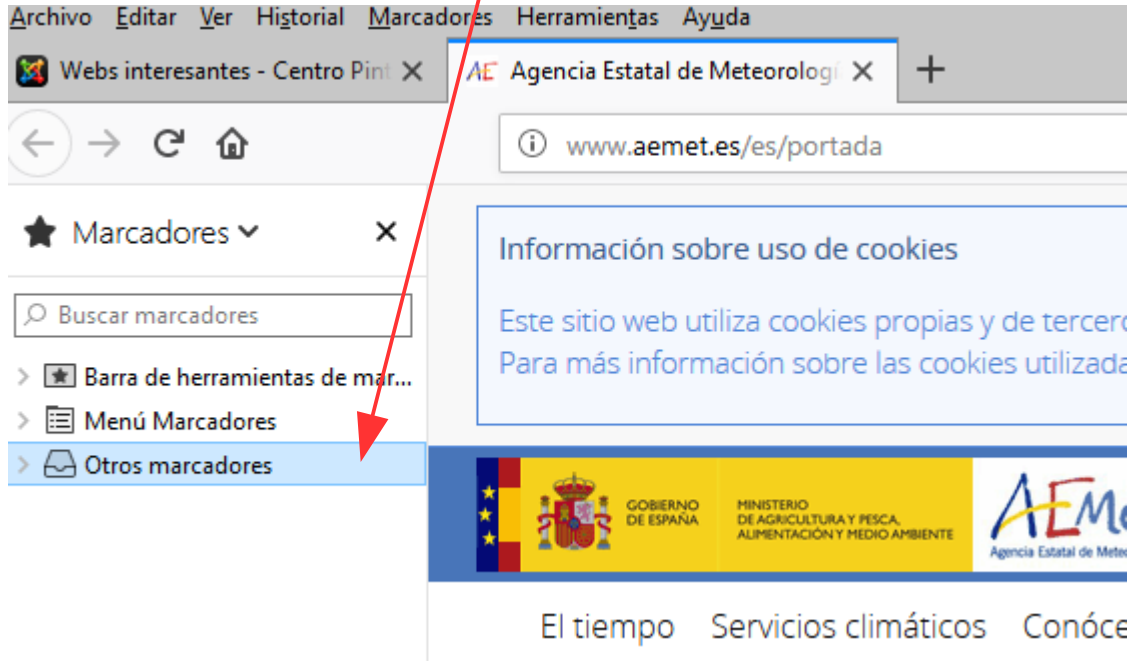 Archivo Editar Ver Historial Marcadores Herramientas Ayuda
Webs interesantes - Centro Pint
AE Agencia Estatal de Meteorologí
www.aemet.es/es/portada
Marcadores
Buscar marcadores
Barra de herramientas de mar...
Menú Marcadores
Otros marcadores
Información sobre uso de cookies
Este sitio web utiliza cookies propias y de tercero
Para más información sobre las cookies utilizada
GOBIERNO
DE ESPAÑA
MINISTERIO
DE AGRICULTURA Y PESCA,
ALIMENTACIÓN Y MEDIO AMBIENTE
AEMe
Agencia Estatal de Meteo
El tiempo Servicios climáticos Conóce